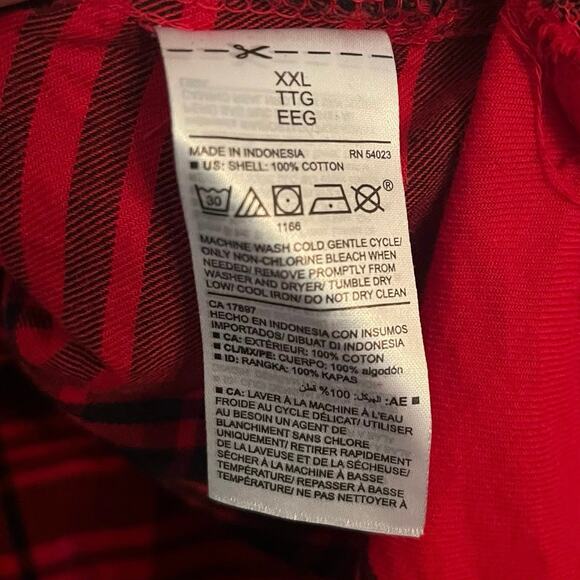 XXL
TTG
EEG
MADE IN INDONESIA RN 54023
■ US: SHELL: 100% COTTON
30 ®
1166
MACHINE WASH COLD GENTLE CYCLE/
ONLY NON-CHLORINE BLEACH WHEN
NEEDED/ REMOVE PROMPTLY FROM
WASHER AND DRYER/ TUMBLE DRY
LOW/ COOL IRON/ DO NOT DRY CLEAN
CA 17897
HECHO EN INDONESIA CON INSUMOS
IMPORTADOS/ DIBUAT DI INDONESIA
■ CA: EXTÉRIEUR: 100% COTON
■ CL/MX/PE: CUERPO: 100% algodón
■ ID: RANGKA: 100% KAPAS
■ AE: الهيكل: 100% قطن
■ CA: LAVER À LA MACHINE À L'EAU
FROIDE AU CYCLE DÉLICAT/ UTILISER
AU BESOIN UN AGENT DE
BLANCHIMENT SANS CHLORE
UNIQUEMENT/ RETIRER RAPIDEMENT
DE LA LAVEUSE ET DE LA SÉCHEUSE/
SÉCHER À LA MACHINE À BASSE
TEMPÉRATURE/ REPASSER À BASSE
TEMPÉRATURE/ NE PAS NETTOYER À